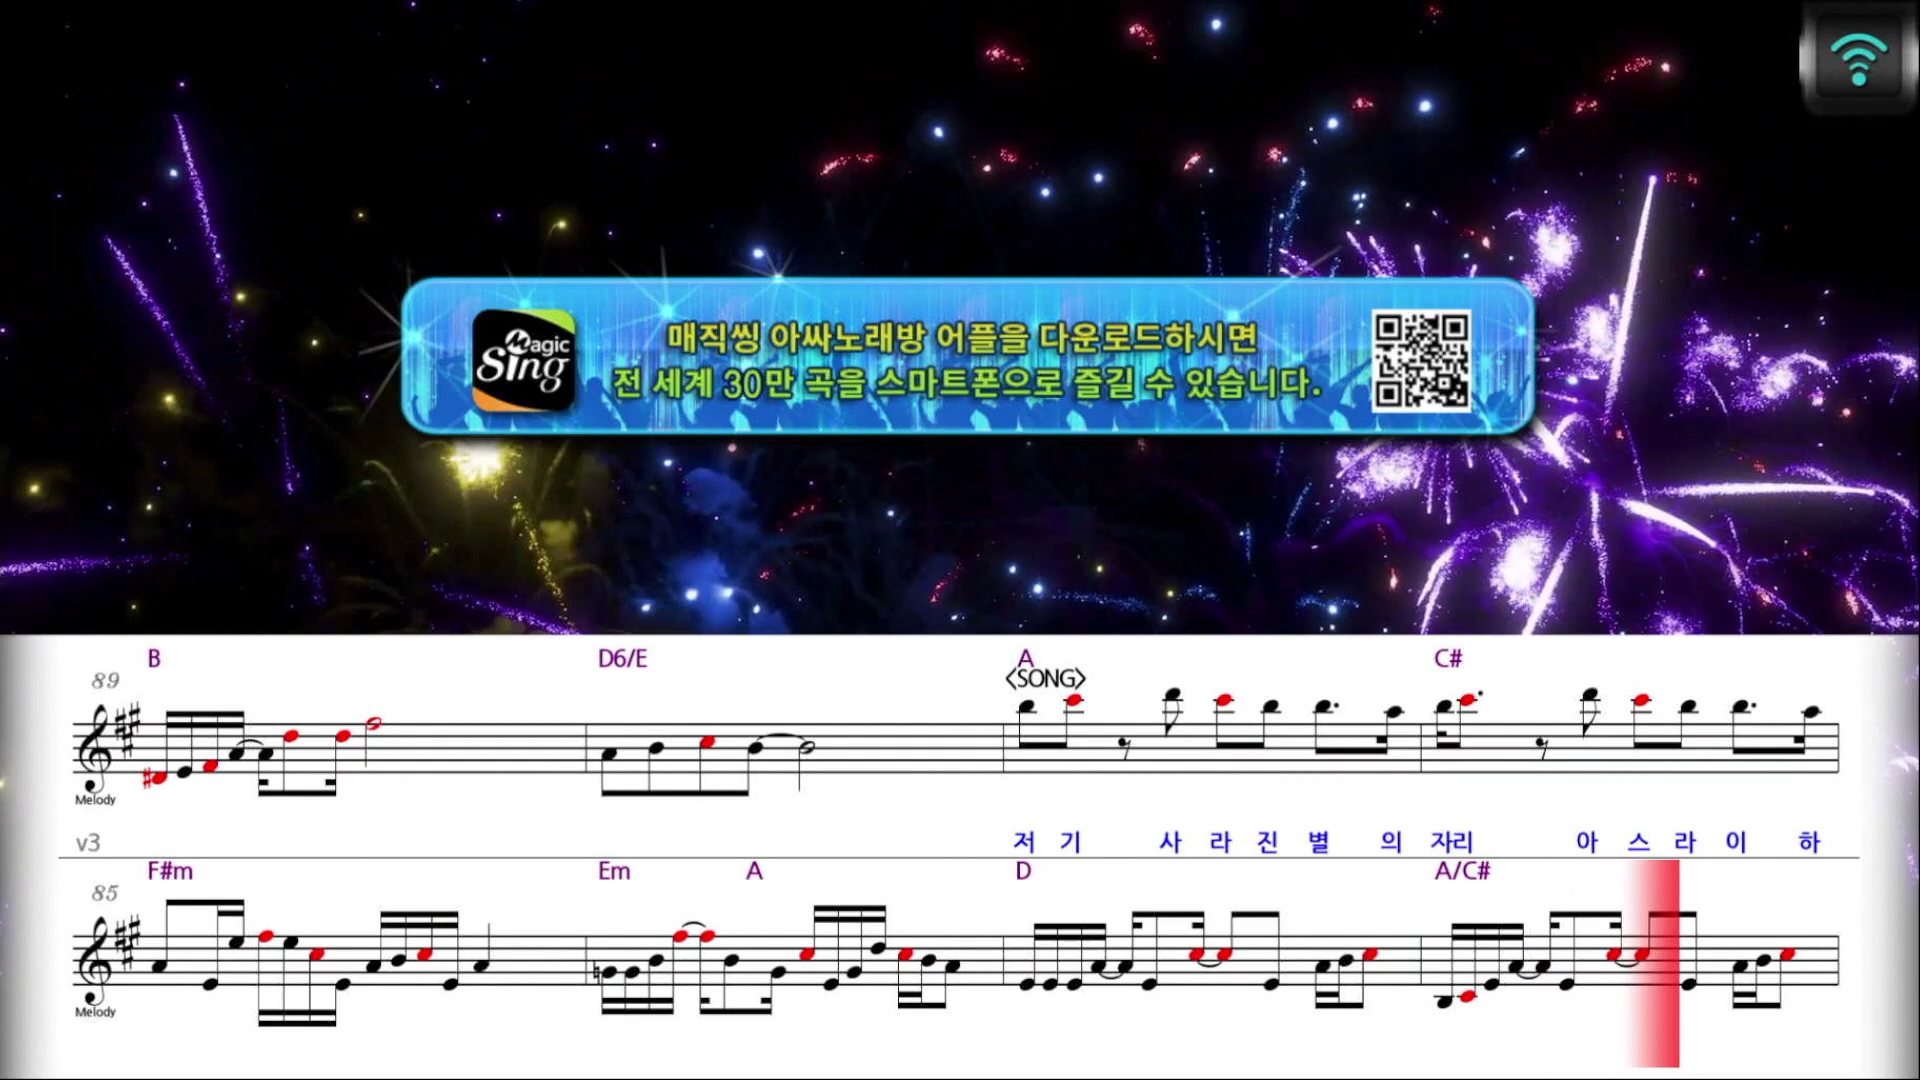 Magic
Sing
매직씽 아싸노래방 어플을 다운로드하시면
전 세계 30만 곡을 스마트폰으로 즐길 수 있습니다.
B D6/E A C#
<SONG>
89
Melody
v3 저 기 사 라 진 별 의 자리 아 스 라 이 하
F#m Em A D A/C#
85
Melody